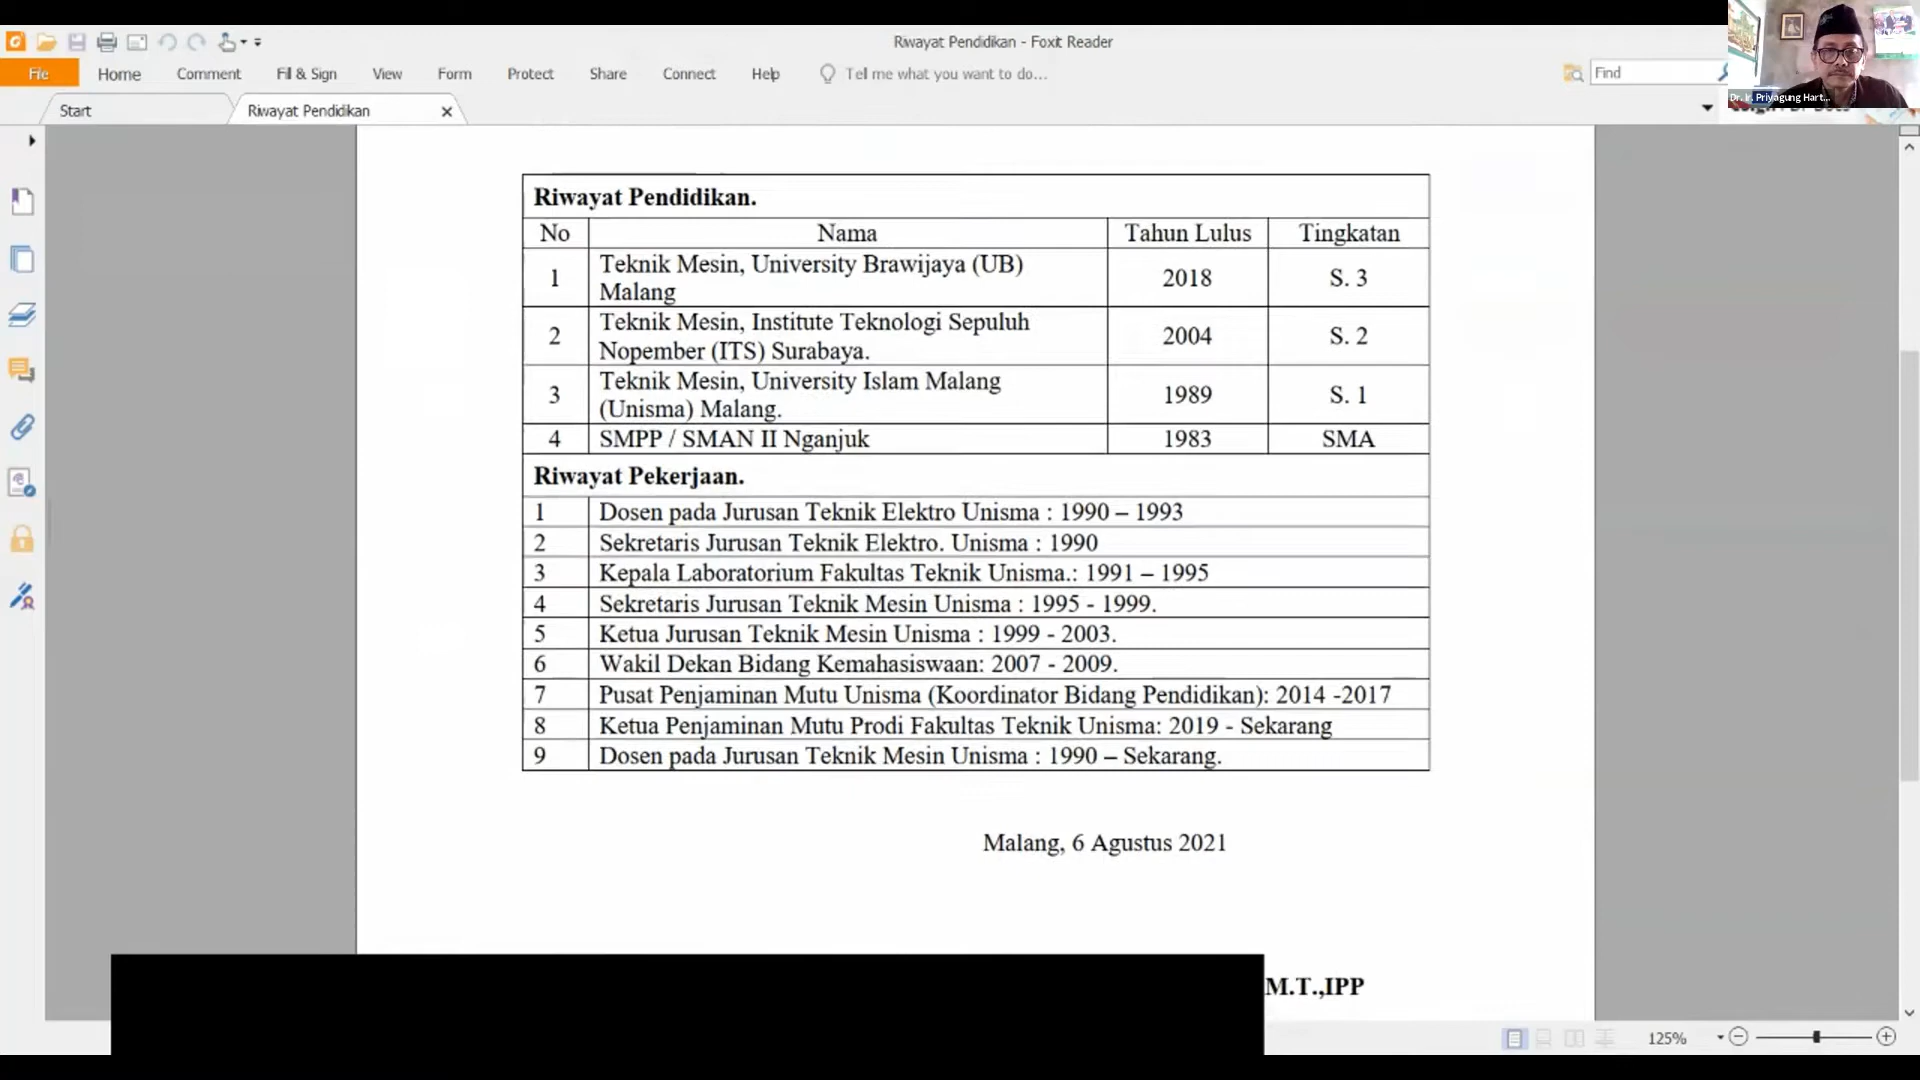 Riwayat Pendidikan - Foxit Reader
File Home Comment Fill & Sign View Form Protect Share Connect Help Tell me what you want to do... Find
Dr. Ir. Priyagung Hart...
Start Riwayat Pendidikan
Riwayat Pendidikan.
No Nama Tahun Lulus Tingkatan
1 Teknik Mesin, University Brawijaya (UB)
Malang 2018 S. 3
2 Teknik Mesin, Institute Teknologi Sepuluh
Nopember (ITS) Surabaya. 2004 S. 2
3 Teknik Mesin, University Islam Malang
(Unisma) Malang. 1989 S. 1
4 SMPP / SMAN II Nganjuk 1983 SMA
Riwayat Pekerjaan.
1 Dosen pada Jurusan Teknik Elektro Unisma : 1990 – 1993
2 Sekretaris Jurusan Teknik Elektro. Unisma : 1990
3 Kepala Laboratorium Fakultas Teknik Unisma.: 1991 – 1995
4 Sekretaris Jurusan Teknik Mesin Unisma : 1995 - 1999.
5 Ketua Jurusan Teknik Mesin Unisma : 1999 - 2003.
6 Wakil Dekan Bidang Kemahasiswaan: 2007 - 2009.
7 Pusat Penjaminan Mutu Unisma (Koordinator Bidang Pendidikan): 2014 -2017
8 Ketua Penjaminan Mutu Prodi Fakultas Teknik Unisma: 2019 - Sekarang
9 Dosen pada Jurusan Teknik Mesin Unisma : 1990 – Sekarang.
Malang, 6 Agustus 2021
M.T.,IPP
125%